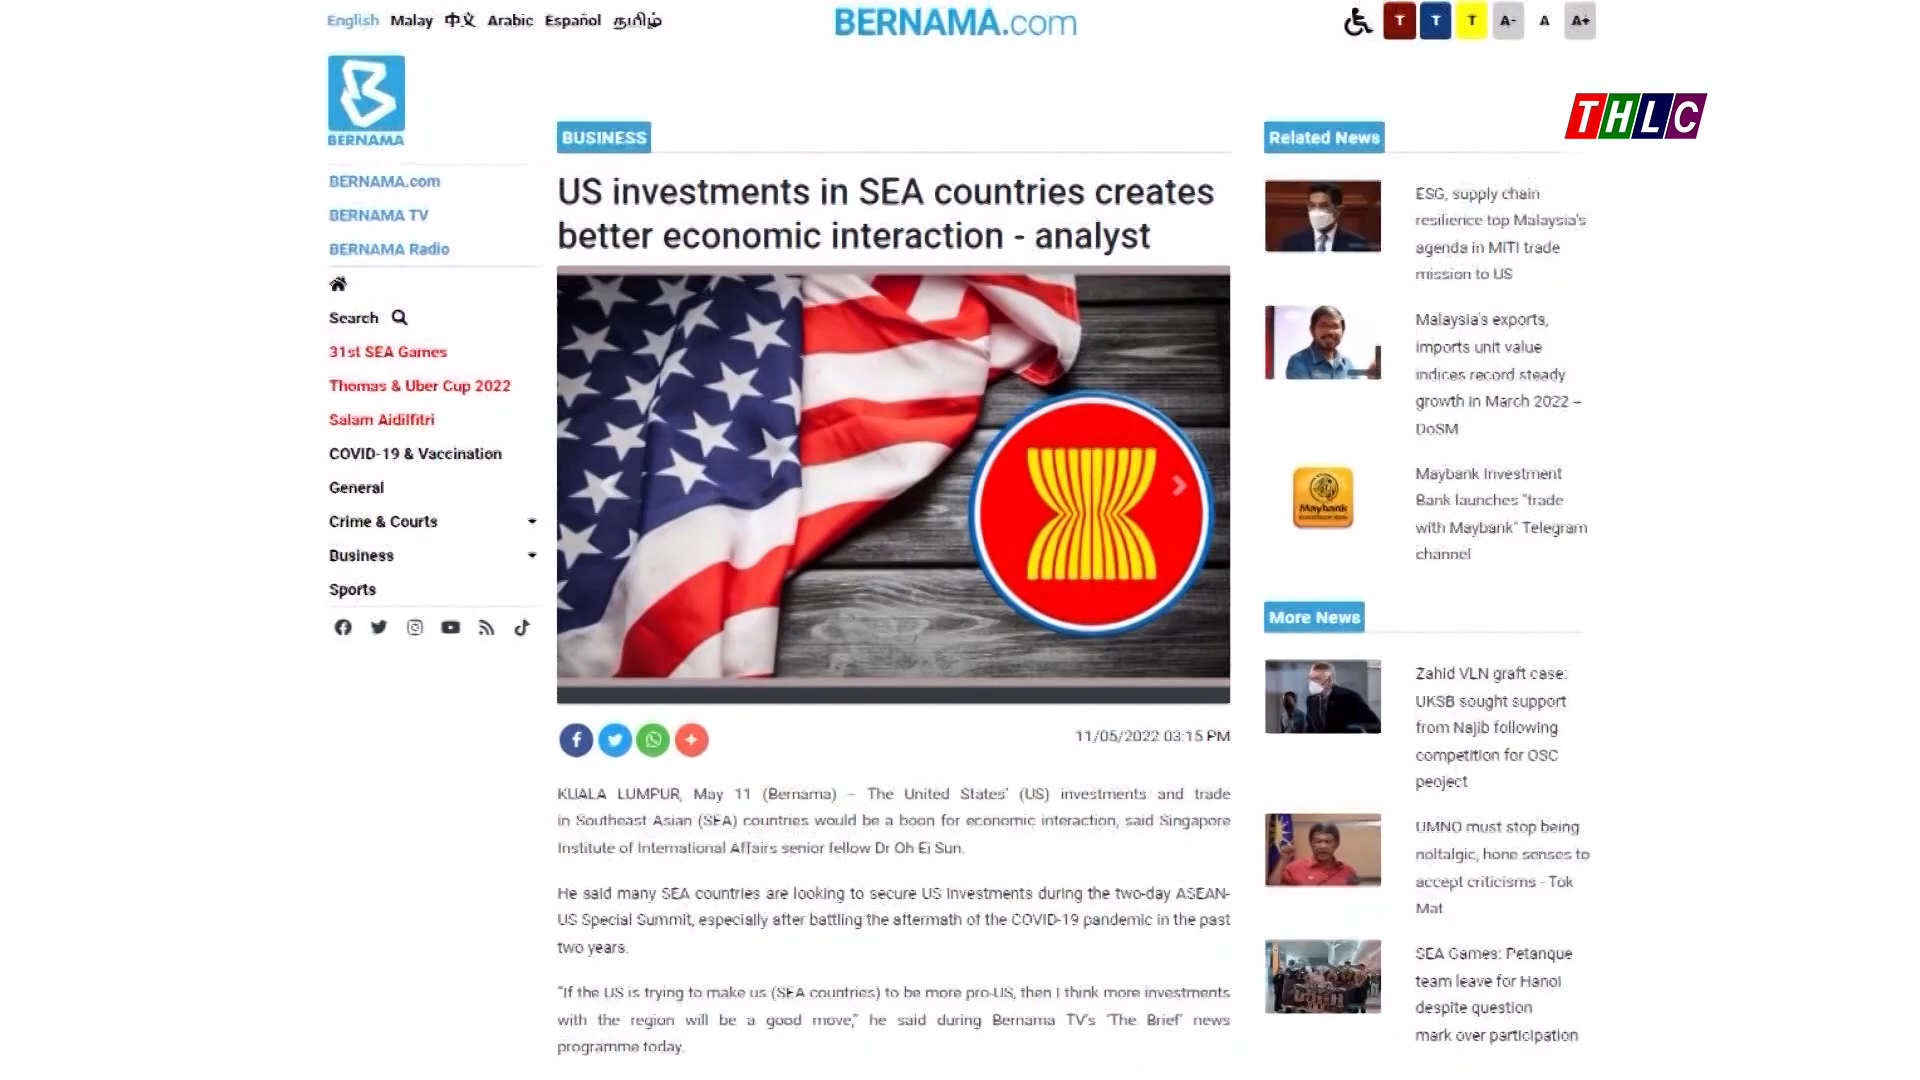 English Malay 中文 Arabic Español தமிழ்
BERNAMA.com
T T T A- A A+
BERNAMA
BERNAMA.com
BERNAMA TV
BERNAMA Radio
Search
31st SEA Games
Thomas & Uber Cup 2022
Salam Aidilfitri
COVID-19 & Vaccination
General
Crime & Courts
Business
Sports
BUSINESS
US investments in SEA countries creates
better economic interaction - analyst
11/05/2022 03:15 PM
KUALA LUMPUR, May 11 (Bernama) – The United States' (US) investments and trade
in Southeast Asian (SEA) countries would be a boon for economic interaction, said Singapore
Institute of International Affairs senior fellow Dr Oh Ei Sun.
He said many SEA countries are looking to secure US investments during the two-day ASEAN-
US Special Summit, especially after battling the aftermath of the COVID-19 pandemic in the past
two years.
"If the US is trying to make us (SEA countries) to be more pro-US, then I think more investments
with the region will be a good move," he said during Bernama TV's 'The Brief' news
programme today.
THLC
Related News
ESG, supply chain
resilience top Malaysia's
agenda in MITI trade
mission to US
Malaysia's exports,
imports unit value
indices record steady
growth in March 2022 –
DoSM
Maybank
Maybank Investment
Bank launches "trade
with Maybank" Telegram
channel
More News
Zahid VLN graft case:
UKSB sought support
from Najib following
competition for OSC
peoject
UMNO must stop being
noltalgic, hone senses to
accept criticisms - Tok
Mat
SEA Games: Petanque
team leave for Hanoi
despite question
mark over participation